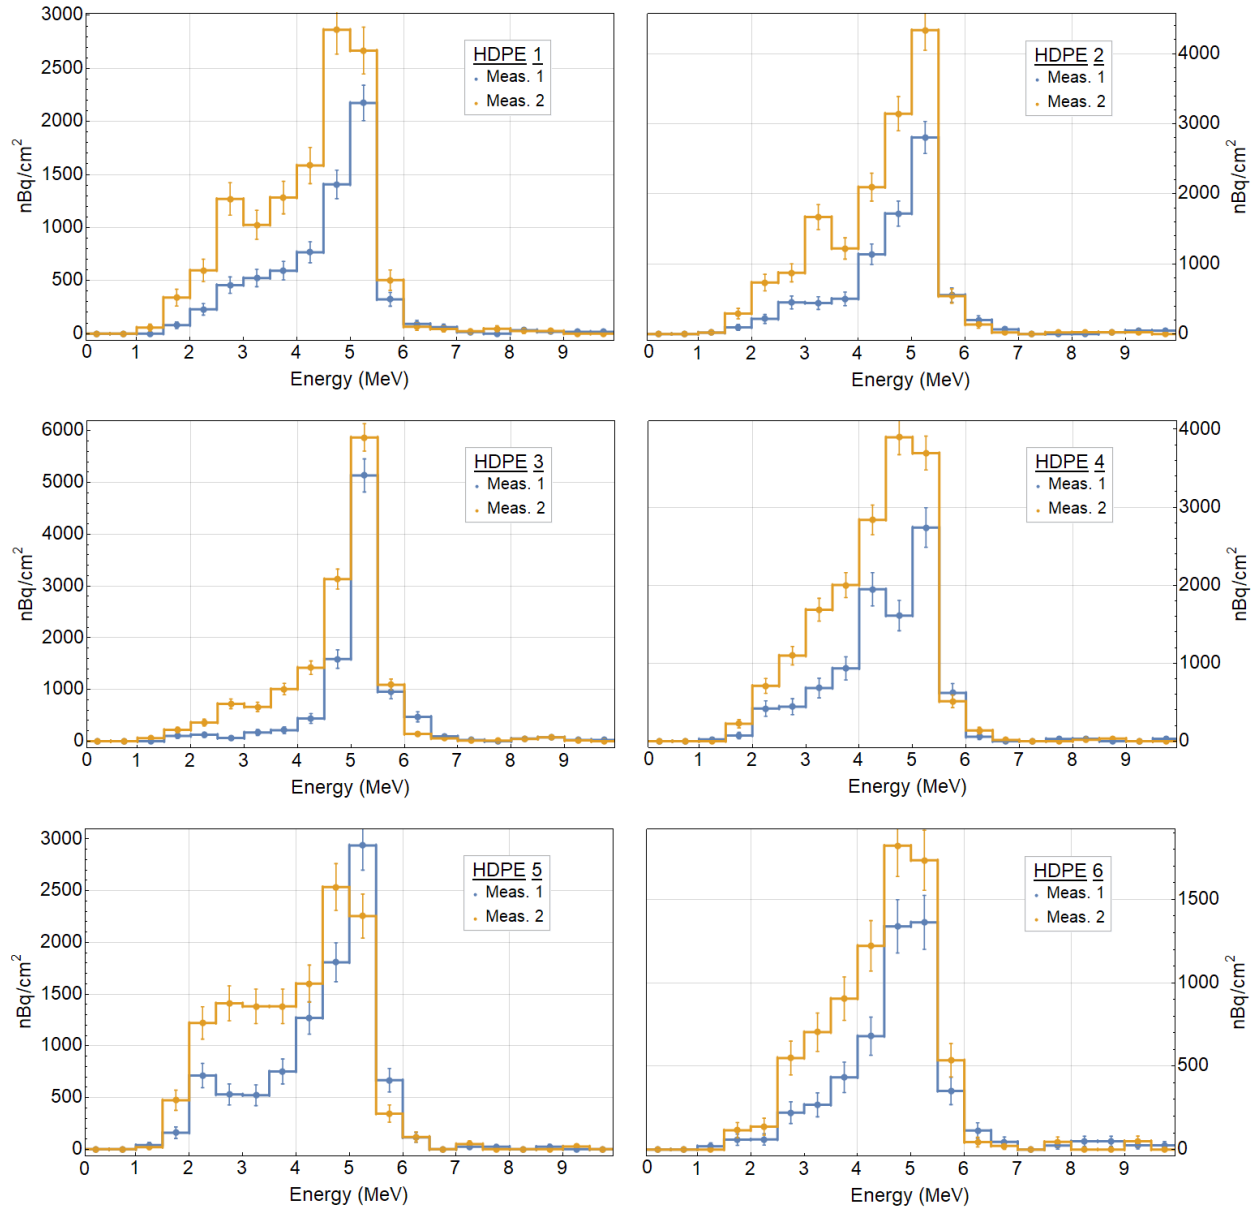 3000
2500
2000
1500
1000
500
0
nBq/cm²
HDPE 1
Meas. 1
Meas. 2
0 1 2 3 4 5 6 7 8 9
Energy (MeV)
4000
3000
2000
1000
0
nBq/cm²
HDPE 2
Meas. 1
Meas. 2
0 1 2 3 4 5 6 7 8 9
Energy (MeV)
6000
5000
4000
3000
2000
1000
0
nBq/cm²
HDPE 3
Meas. 1
Meas. 2
0 1 2 3 4 5 6 7 8 9
Energy (MeV)
4000
3000
2000
1000
0
nBq/cm²
HDPE 4
Meas. 1
Meas. 2
0 1 2 3 4 5 6 7 8 9
Energy (MeV)
3000
2500
2000
1500
1000
500
0
nBq/cm²
HDPE 5
Meas. 1
Meas. 2
0 1 2 3 4 5 6 7 8 9
Energy (MeV)
1500
1000
500
0
nBq/cm²
HDPE 6
Meas. 1
Meas. 2
0 1 2 3 4 5 6 7 8 9
Energy (MeV)